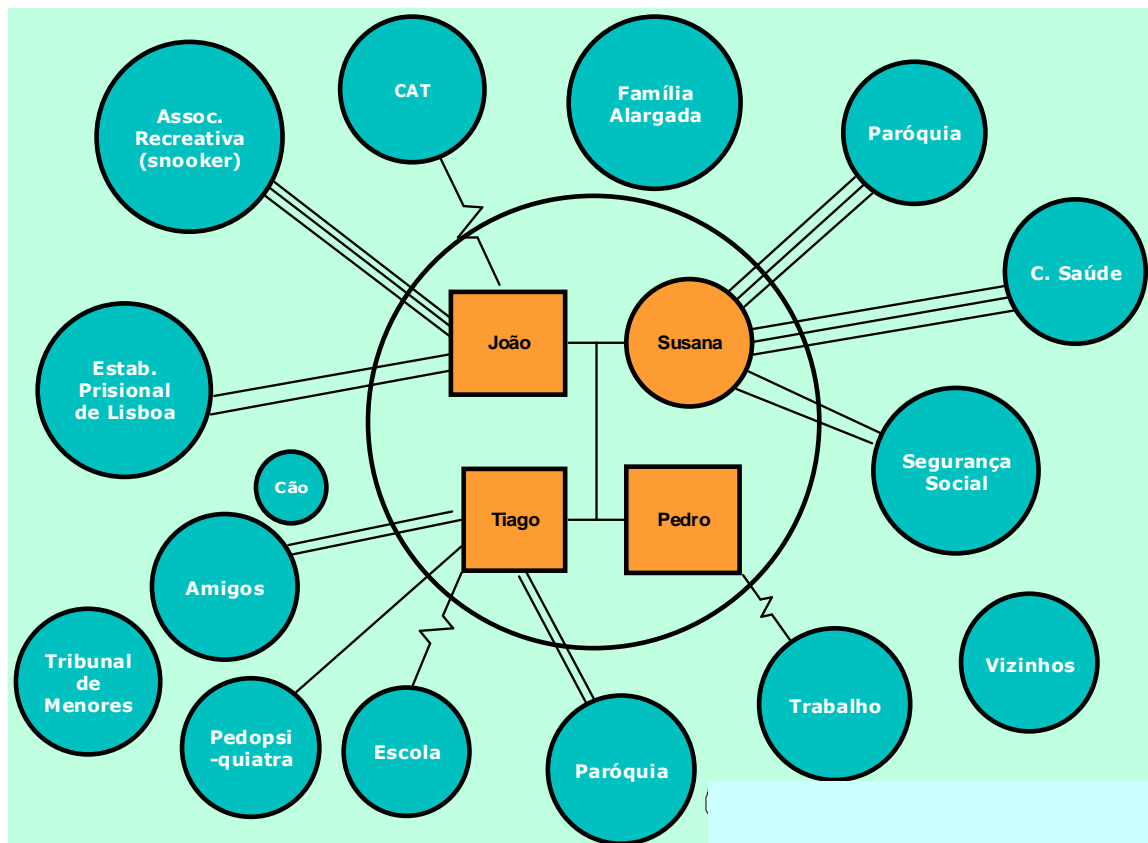 CAT
Família
Alargada
Assoc.
Recreativa
(snooker)
Paróquia
C. Saúde
João
Susana
Estab.
Prisional
de Lisboa
Segurança
Social
Cão
Tiago
Pedro
Amigos
Tribunal
de
Menores
Vizinhos
Trabalho
Pedopsi
-quiatra
Escola
Paróquia